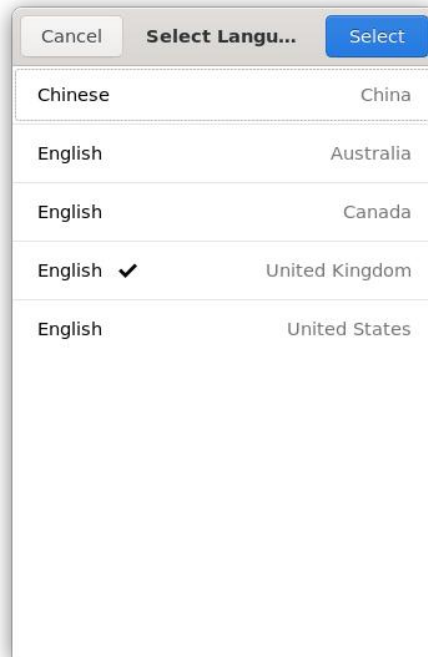 Cancel Select Langu... Select
Chinese China
English Australia
English Canada
English ✔ United Kingdom
English United States